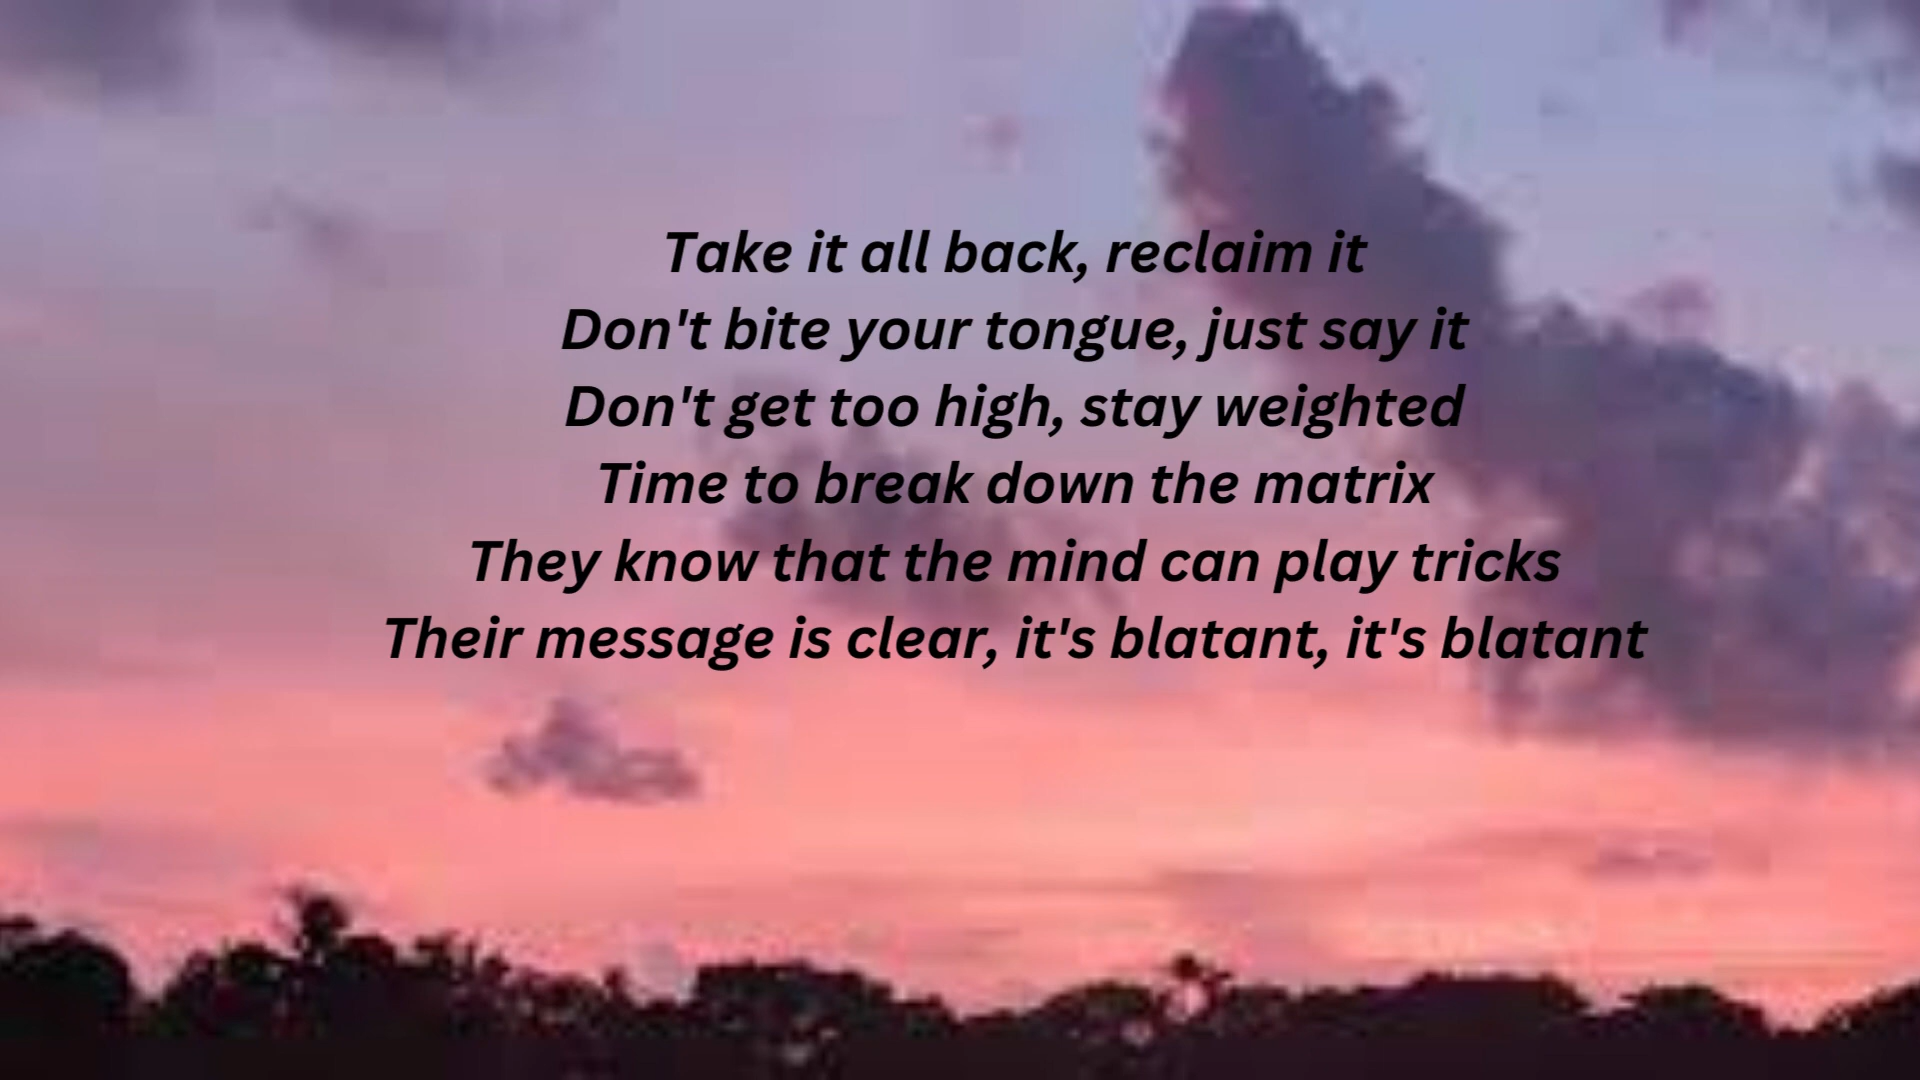 Take it all back, reclaim it
Don't bite your tongue, just say it
Don't get too high, stay weighted
Time to break down the matrix
They know that the mind can play tricks
Their message is clear, it's blatant, it's blatant